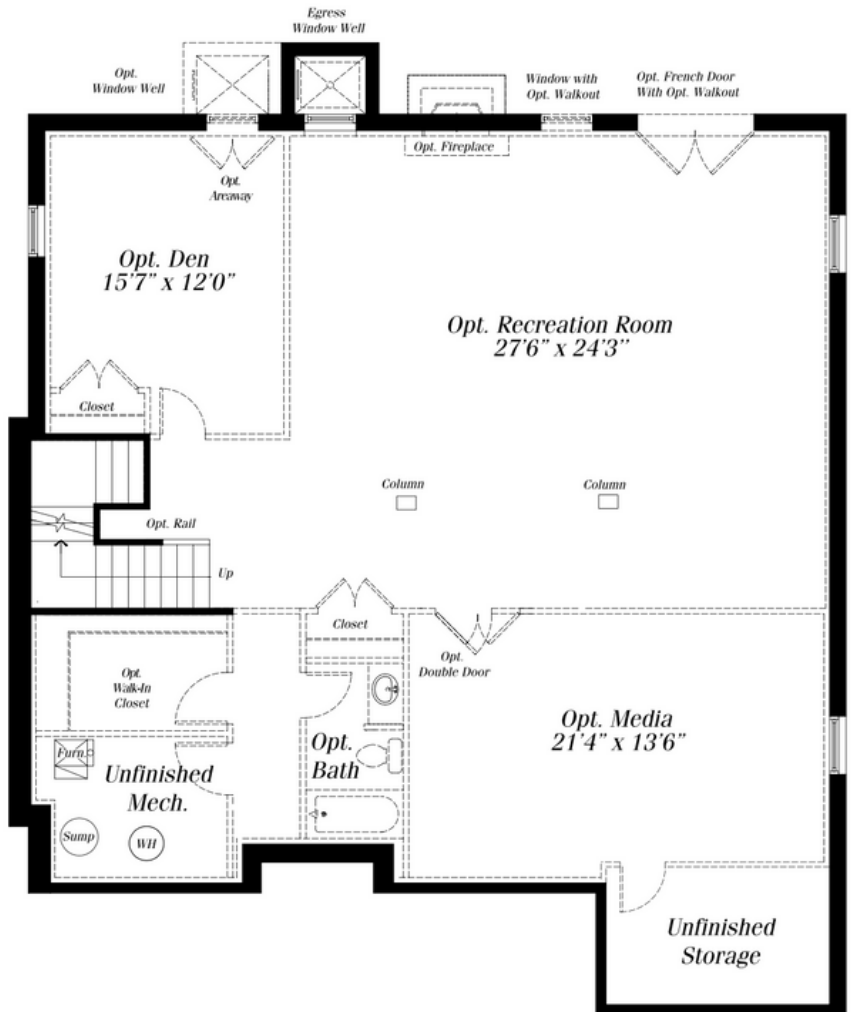 Egress
Window Well
Opt.
Window Well
Window with
Opt. Walkout
Opt. French Door
With Opt. Walkout
Opt. Fireplace
Opt.
Areaway
Opt. Den
15'7" x 12'0"
Opt. Recreation Room
27'6" x 24'3"
Closet
Column
Column
Opt. Rail
Up
Closet
Opt.
Double Door
Opt.
Walk-In
Closet
Opt. Media
21'4" x 13'6"
Opt.
Bath
Furn.
Unfinished
Mech.
Sump
WH
Unfinished
Storage